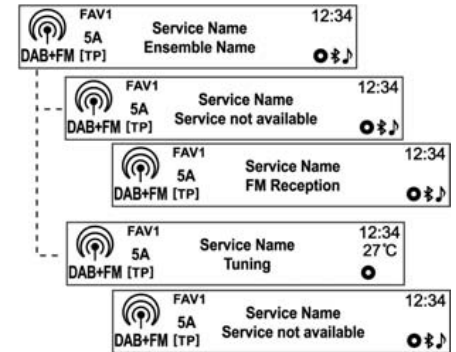 FAV1 Service Name 12:34
5A Ensemble Name
DAB+FM [TP]
FAV1 Service Name 12:34
5A Service not available
DAB+FM [TP]
FAV1 Service Name 12:34
5A FM Reception
DAB+FM [TP]
FAV1 Service Name 12:34
5A Tuning 27℃
DAB+FM [TP]
FAV1 Service Name 12:34
5A Service not available
DAB+FM [TP]